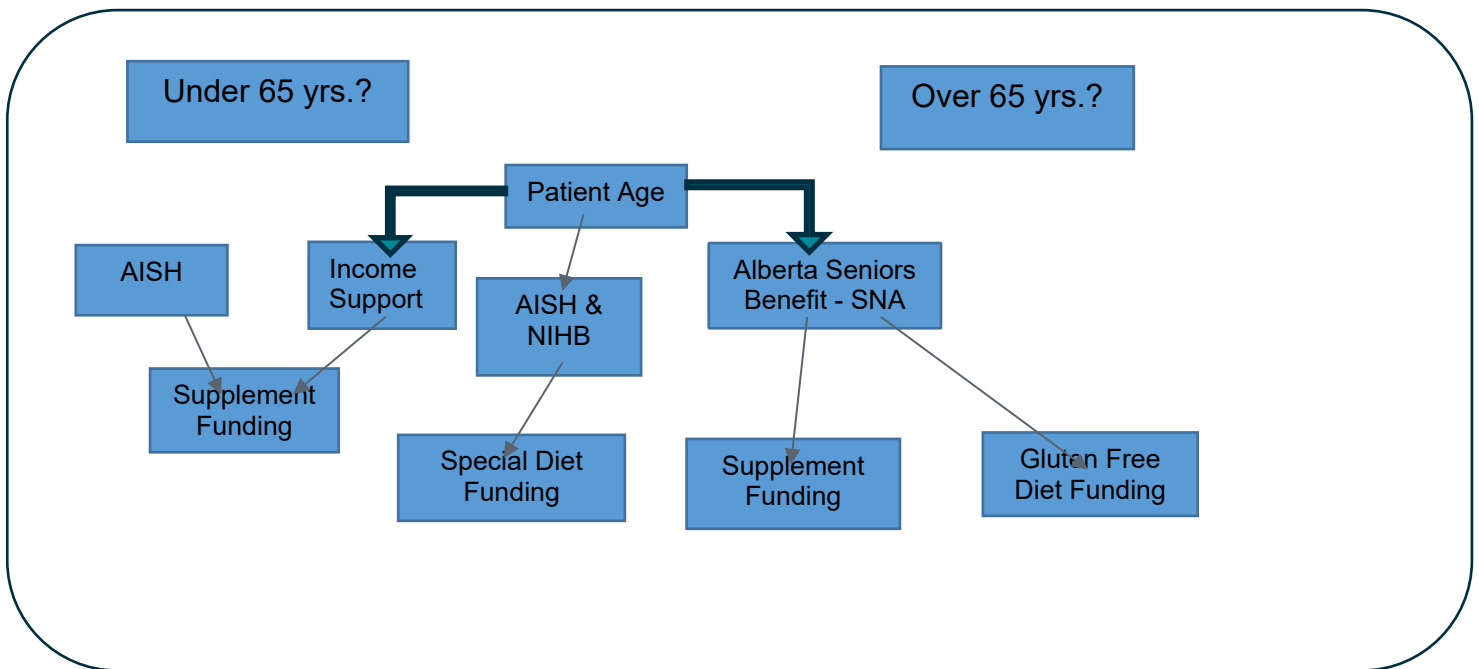 Under 65 yrs.?
Over 65 yrs.?
Patient Age
AISH
Income
Support
AISH &
NIHB
Alberta Seniors
Benefit - SNA
Supplement
Funding
Special Diet
Funding
Supplement
Funding
Gluten Free
Diet Funding